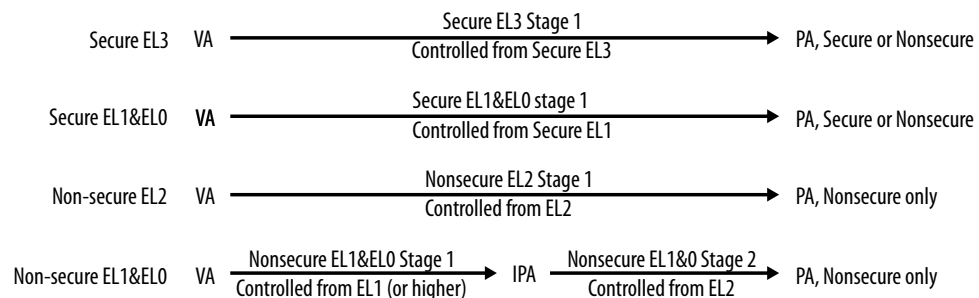 Secure EL3 Stage 1
Secure EL3 VA PA, Secure or Nonsecure
Controlled from Secure EL3
Secure EL1&EL0 stage 1
Secure EL1&EL0 VA PA, Secure or Nonsecure
Controlled from Secure EL1
Nonsecure EL2 Stage 1
Non-secure EL2 VA PA, Nonsecure only
Controlled from EL2
Nonsecure EL1&EL0 Stage 1 Nonsecure EL1&0 Stage 2
Non-secure EL1&EL0 VA IPA PA, Nonsecure only
Controlled from EL1 (or higher) Controlled from EL2